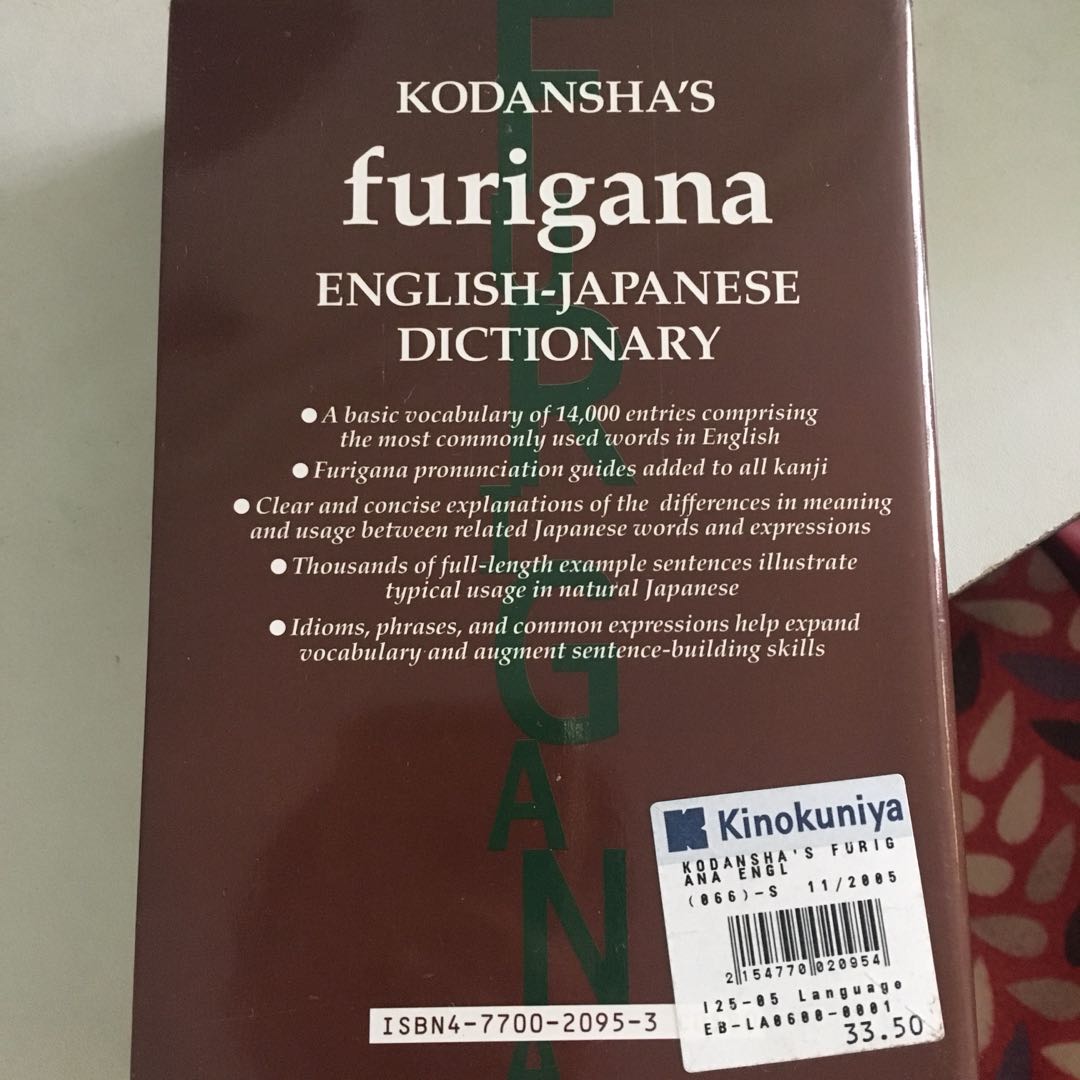 KODANSHA'S
furigana
ENGLISH-JAPANESE
DICTIONARY
● A basic vocabulary of 14,000 entries comprising
the most commonly used words in English
● Furigana pronunciation guides added to all kanji
● Clear and concise explanations of the differences in meaning
and usage between related Japanese words and expressions
● Thousands of full-length example sentences illustrate
typical usage in natural Japanese
● Idioms, phrases, and common expressions help expand
vocabulary and augment sentence-building skills
FURIGANA
Kinokuniya
KODANSHA'S FURIG
ANA ENGL
(066)-S 11/2005
2154770020954
I25-05 Language
EB-LA0600-0001
33.50
ISBN4-7700-2095-3